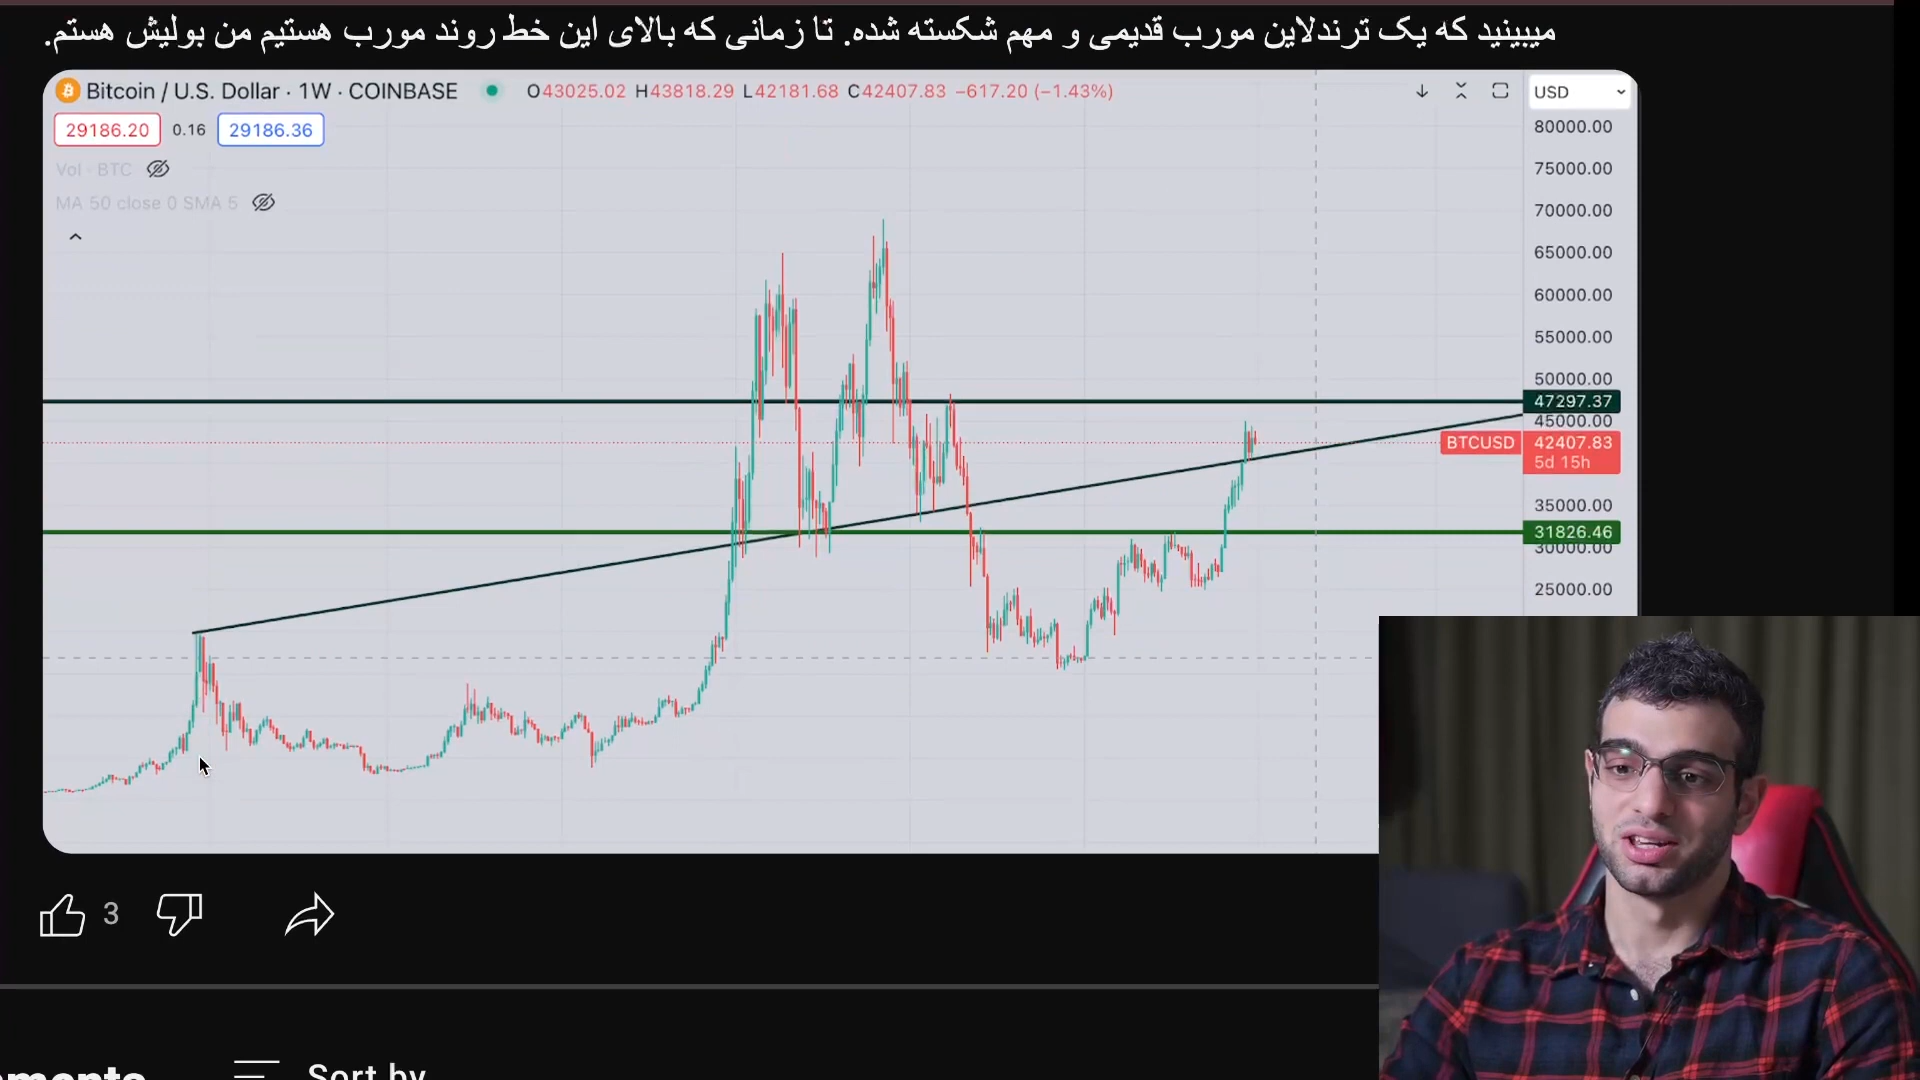 میبینید که یک ترندلاین مورب قدیمی و مهم شکسته شده. تا زمانی که بالای این خط روند مورب هستیم من بولیش هستم.
Bitcoin / U.S. Dollar · 1W · COINBASE O43025.02 H43818.29 L42181.68 C42407.83 −617.20 (−1.43%) USD
29186.20 0.16 29186.36
Vol · BTC
MA 50 close 0 SMA 5
80000.00
75000.00
70000.00
65000.00
60000.00
55000.00
50000.00
47297.37
45000.00
BTCUSD 42407.83
5d 15h
35000.00
31826.46
30000.00
25000.00
3
Sort by